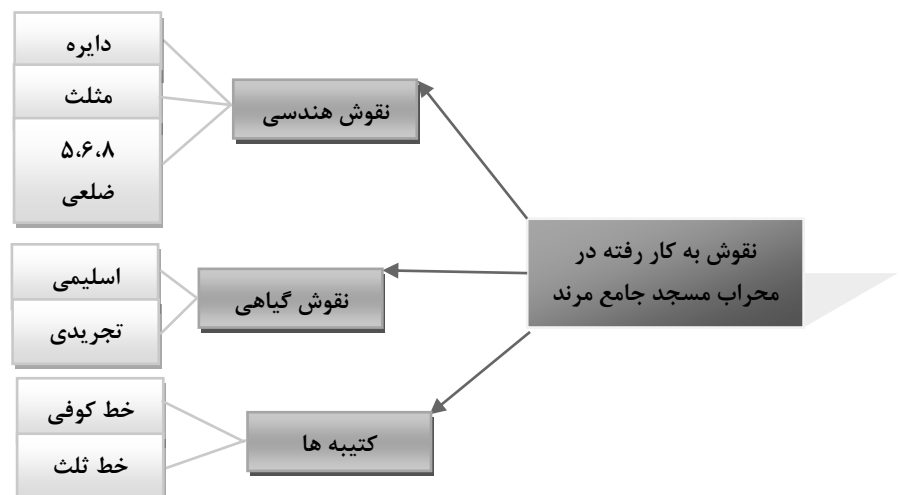 نقوش به کار رفته در
محراب مسجد جامع مرند
نقوش هندسی
دایره
مثلث
۵،۶،۸
ضلعی
نقوش گیاهی
اسلیمی
تجریدی
کتیبه ها
خط کوفی
خط ثلث